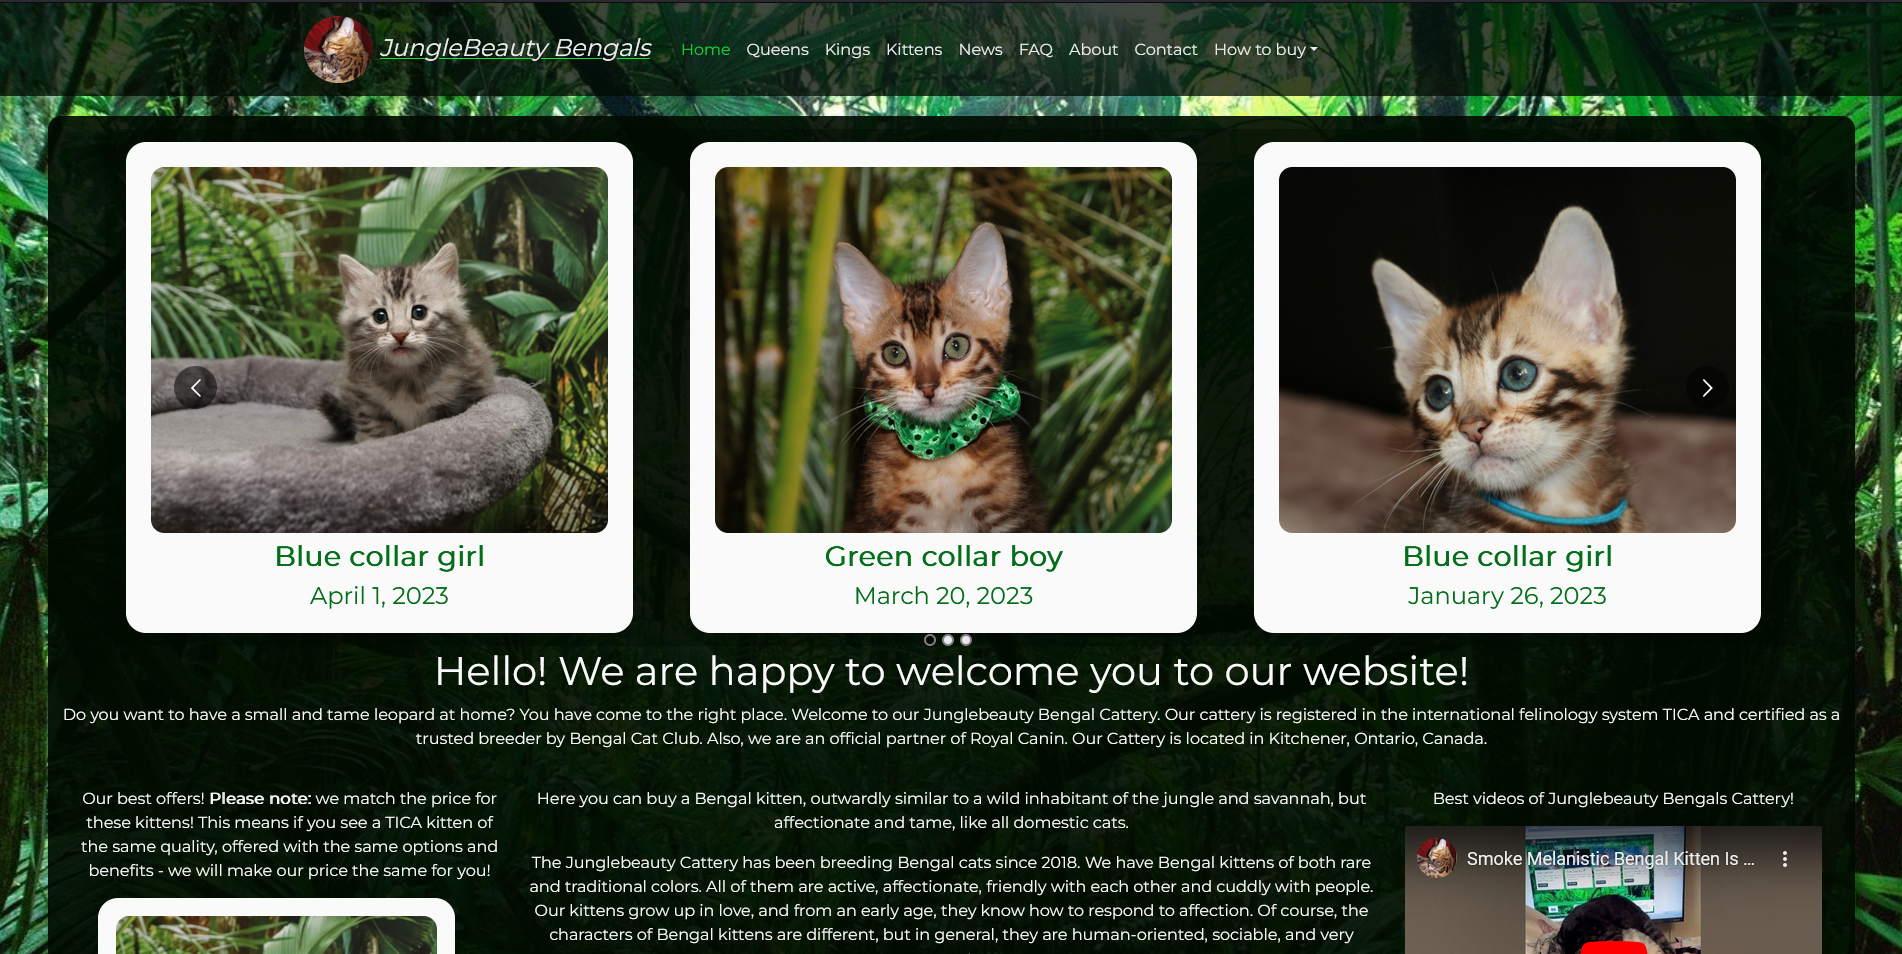 JungleBeauty Bengals
Home Queens Kings Kittens News FAQ About Contact How to buy
Blue collar girl
April 1, 2023
Green collar boy
March 20, 2023
Blue collar girl
January 26, 2023
Hello! We are happy to welcome you to our website!
Do you want to have a small and tame leopard at home? You have come to the right place. Welcome to our Junglebeauty Bengal Cattery. Our cattery is registered in the international felinology system TICA and certified as a
trusted breeder by Bengal Cat Club. Also, we are an official partner of Royal Canin. Our Cattery is located in Kitchener, Ontario, Canada.
Our best offers! Please note: we match the price for
these kittens! This means if you see a TICA kitten of
the same quality, offered with the same options and
benefits - we will make our price the same for you!
Here you can buy a Bengal kitten, outwardly similar to a wild inhabitant of the jungle and savannah, but
affectionate and tame, like all domestic cats.
The Junglebeauty Cattery has been breeding Bengal cats since 2018. We have Bengal kittens of both rare
and traditional colors. All of them are active, affectionate, friendly with each other and cuddly with people.
Our kittens grow up in love, and from an early age, they know how to respond to affection. Of course, the
characters of Bengal kittens are different, but in general, they are human-oriented, sociable, and very
Best videos of Junglebeauty Bengals Cattery!
Smoke Melanistic Bengal Kitten Is ...